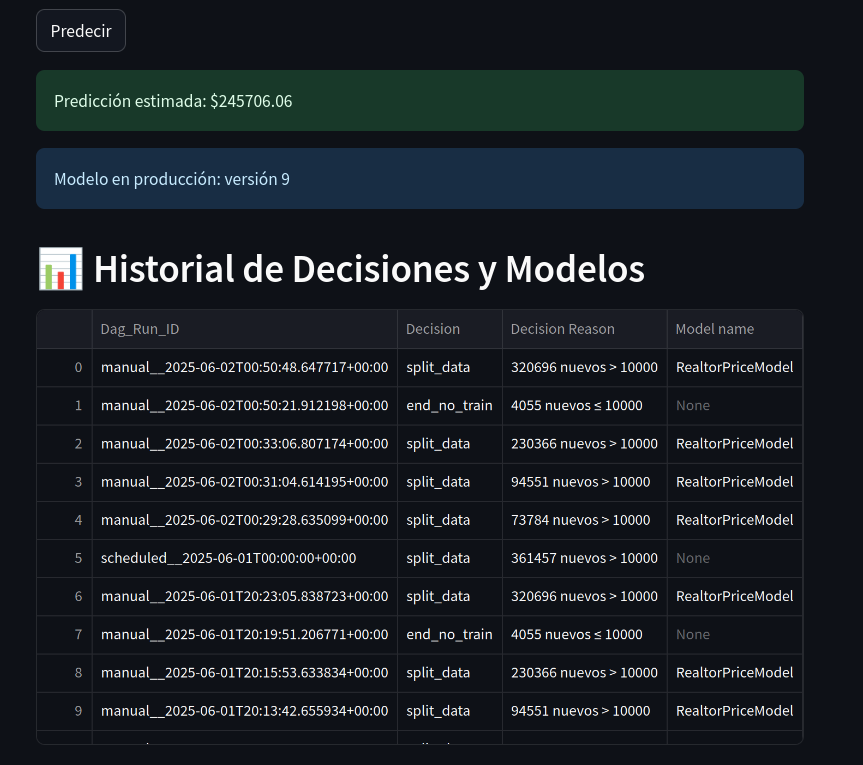 Predecir
Predicción estimada: $245706.06
Modelo en producción: versión 9
Historial de Decisiones y Modelos
Dag_Run_ID Decision Decision Reason Model name
0 manual__2025-06-02T00:50:48.647717+00:00 split_data 320696 nuevos > 10000 RealtorPriceModel
1 manual__2025-06-02T00:50:21.912198+00:00 end_no_train 4055 nuevos ≤ 10000 None
2 manual__2025-06-02T00:33:06.807174+00:00 split_data 230366 nuevos > 10000 RealtorPriceModel
3 manual__2025-06-02T00:31:04.614195+00:00 split_data 94551 nuevos > 10000 RealtorPriceModel
4 manual__2025-06-02T00:29:28.635099+00:00 split_data 73784 nuevos > 10000 RealtorPriceModel
5 scheduled__2025-06-01T00:00:00+00:00 split_data 361457 nuevos > 10000 None
6 manual__2025-06-01T20:23:05.838723+00:00 split_data 320696 nuevos > 10000 RealtorPriceModel
7 manual__2025-06-01T20:19:51.206771+00:00 end_no_train 4055 nuevos ≤ 10000 None
8 manual__2025-06-01T20:15:53.633834+00:00 split_data 230366 nuevos > 10000 RealtorPriceModel
9 manual__2025-06-01T20:13:42.655934+00:00 split_data 94551 nuevos > 10000 RealtorPriceModel